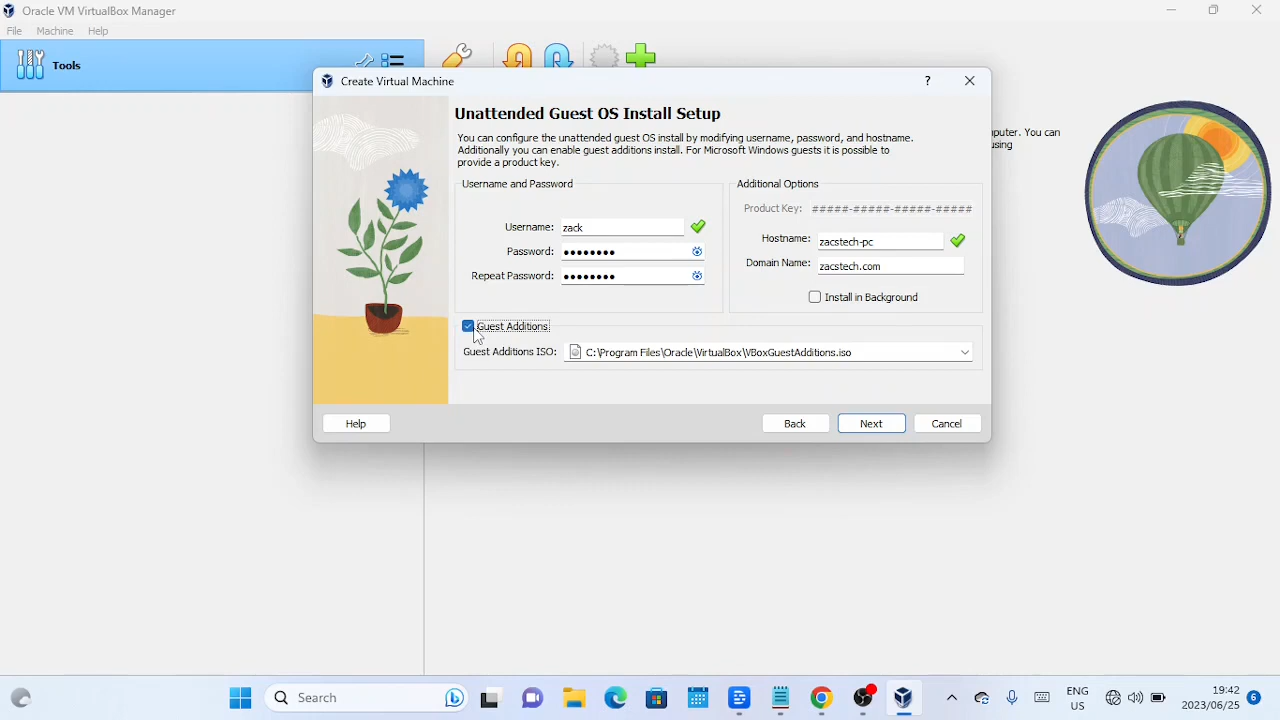 Oracle VM VirtualBox Manager
File Machine Help
Tools
Create Virtual Machine
?
Unattended Guest OS Install Setup
You can configure the unattended guest OS install by modifying username, password, and hostname.
Additionally you can enable guest additions install. For Microsoft Windows guests it is possible to
provide a product key.
puter. You can
using
Username and Password
Username: zack
Password: ●●●●●●●●
Repeat Password: ●●●●●●●●
Additional Options
Product Key: #####-#####-#####-#####
Hostname: zacstech-pc
Domain Name: zacstech.com
Install in Background
Guest Additions
Guest Additions ISO: C:\Program Files\Oracle\VirtualBox\VBoxGuestAdditions.iso
Help Back Next Cancel
Search
ENG
US
19:42
2023/06/25
6